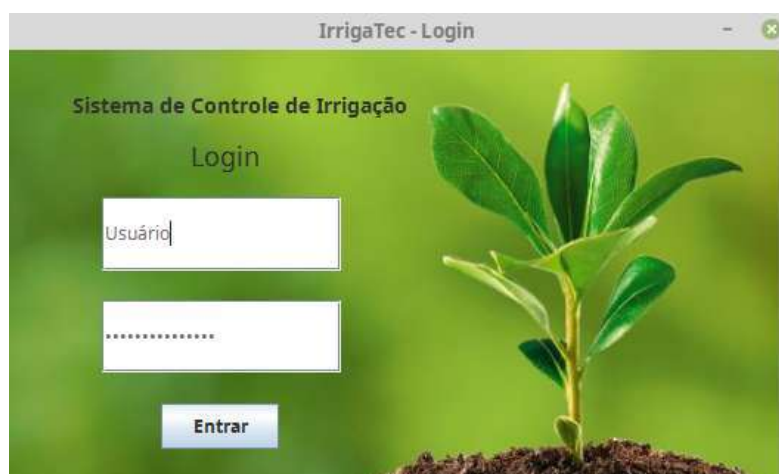 IrrigaTec - Login
Sistema de Controle de Irrigação
Login
Usuário
•••••••••••••••
Entrar